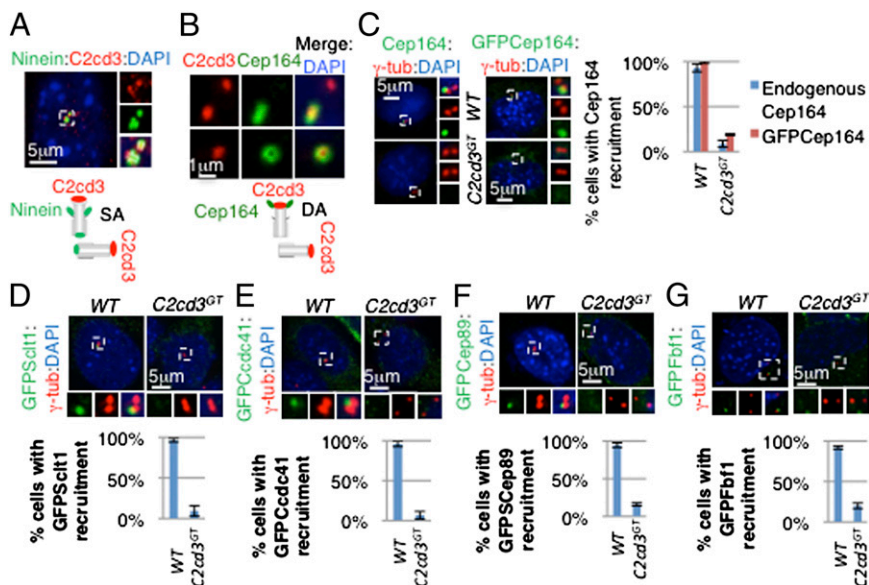 A
Ninein:C2cd3:DAPI
5µm
C2cd3
Ninein
SA
C2cd3
B
Merge:
C2cd3 Cep164 DAPI
1µm
C2cd3
Cep164
DA
C2cd3
C
Cep164: GFPCep164:
γ-tub:DAPI γ-tub:DAPI
5µm
5µm
WT
C2cd3GT
% cells with Cep164 recruitment
100%
50%
0%
WT
C2cd3GT
Endogenous Cep164
GFPCep164
D
WT C2cd3GT
GFPSclt1:
γ-tub:DAPI
5µm
% cells with GFPSclt1 recruitment
100%
50%
0%
WT
C2cd3GT
E
WT C2cd3GT
GFPCcdc41:
γ-tub:DAPI
5µm
% cells with GFPCcdc41 recruitment
100%
50%
0%
WT
C2cd3GT
F
WT C2cd3GT
GFPCep89:
γ-tub:DAPI
5µm
% cells with GFPSCep89 recruitment
100%
50%
0%
WT
C2cd3GT
G
WT C2cd3GT
GFPFbf1:
γ-tub:DAPI
5µm
% cells with GFPFbf1 recruitment
100%
50%
0%
WT
C2cd3GT